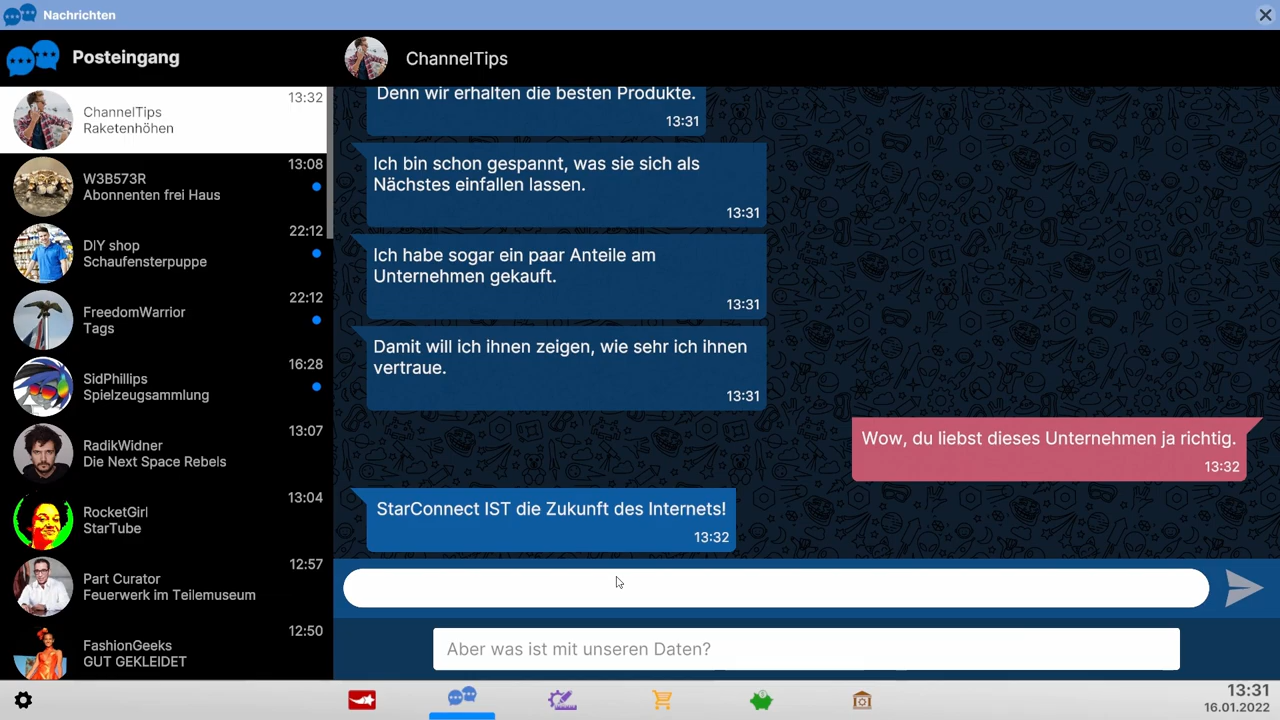 Nachrichten
Posteingang
ChannelTips
13:32
Raketenhöhen
W3B573R
13:08
Abonnenten frei Haus
DIY shop
22:12
Schaufensterpuppe
FreedomWarrior
22:12
Tags
SidPhillips
16:28
Spielzeugsammlung
RadikWidner
13:07
Die Next Space Rebels
RocketGirl
13:04
StarTube
Part Curator
12:57
Feuerwerk im Teilemuseum
FashionGeeks
12:50
GUT GEKLEIDET
ChannelTips
Denn wir erhalten die besten Produkte.
13:31
Ich bin schon gespannt, was sie sich als
Nächstes einfallen lassen.
13:31
Ich habe sogar ein paar Anteile am
Unternehmen gekauft.
13:31
Damit will ich ihnen zeigen, wie sehr ich ihnen
vertraue.
13:31
Wow, du liebst dieses Unternehmen ja richtig.
13:32
StarConnect IST die Zukunft des Internets!
13:32
Aber was ist mit unseren Daten?
13:31
16.01.2022